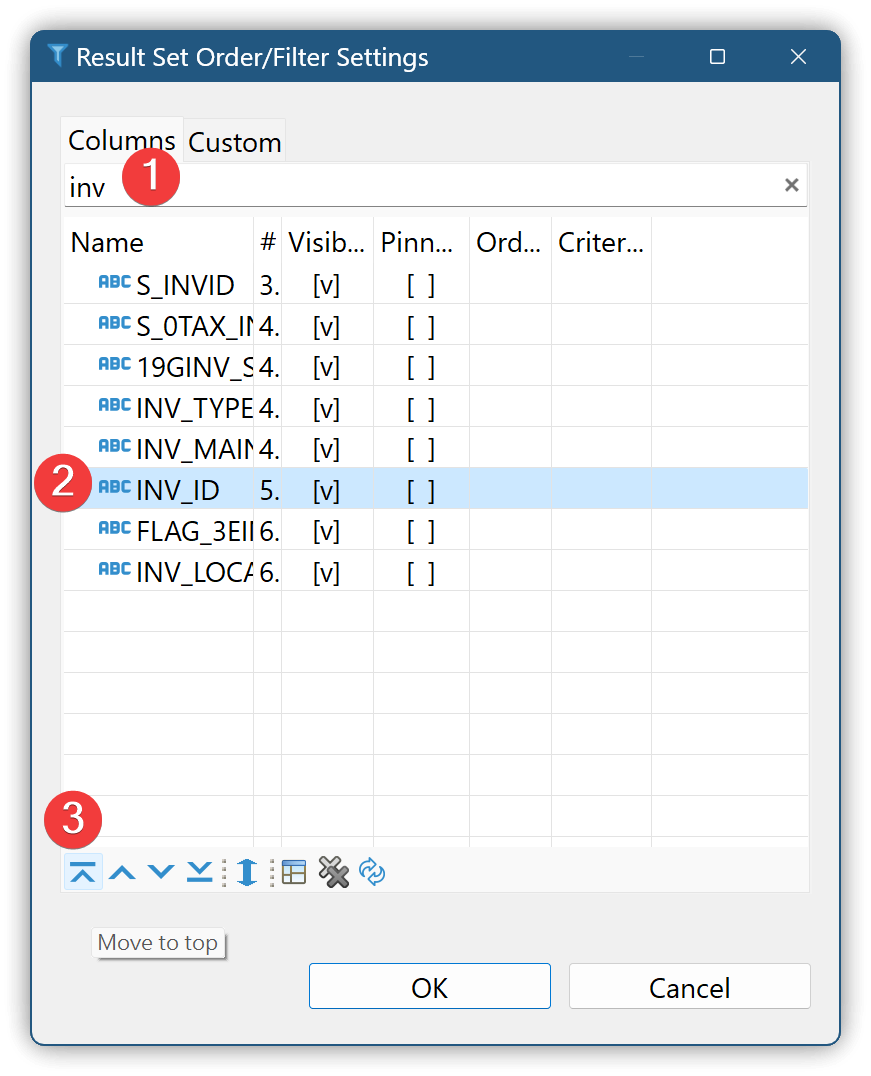 Result Set Order/Filter Settings
Columns Custom
1
inv
Name # Visib... Pinn... Ord... Criter...
ABC S_INVID 3. [v] [ ]
ABC S_0TAX_IN 4. [v] [ ]
ABC 19GINV_S 4. [v] [ ]
ABC INV_TYPE 4. [v] [ ]
ABC INV_MAIN 4. [v] [ ]
2 ABC INV_ID 5. [v] [ ]
ABC FLAG_3EII 6. [v] [ ]
ABC INV_LOCA 6. [v] [ ]
3
Move to top
OK Cancel